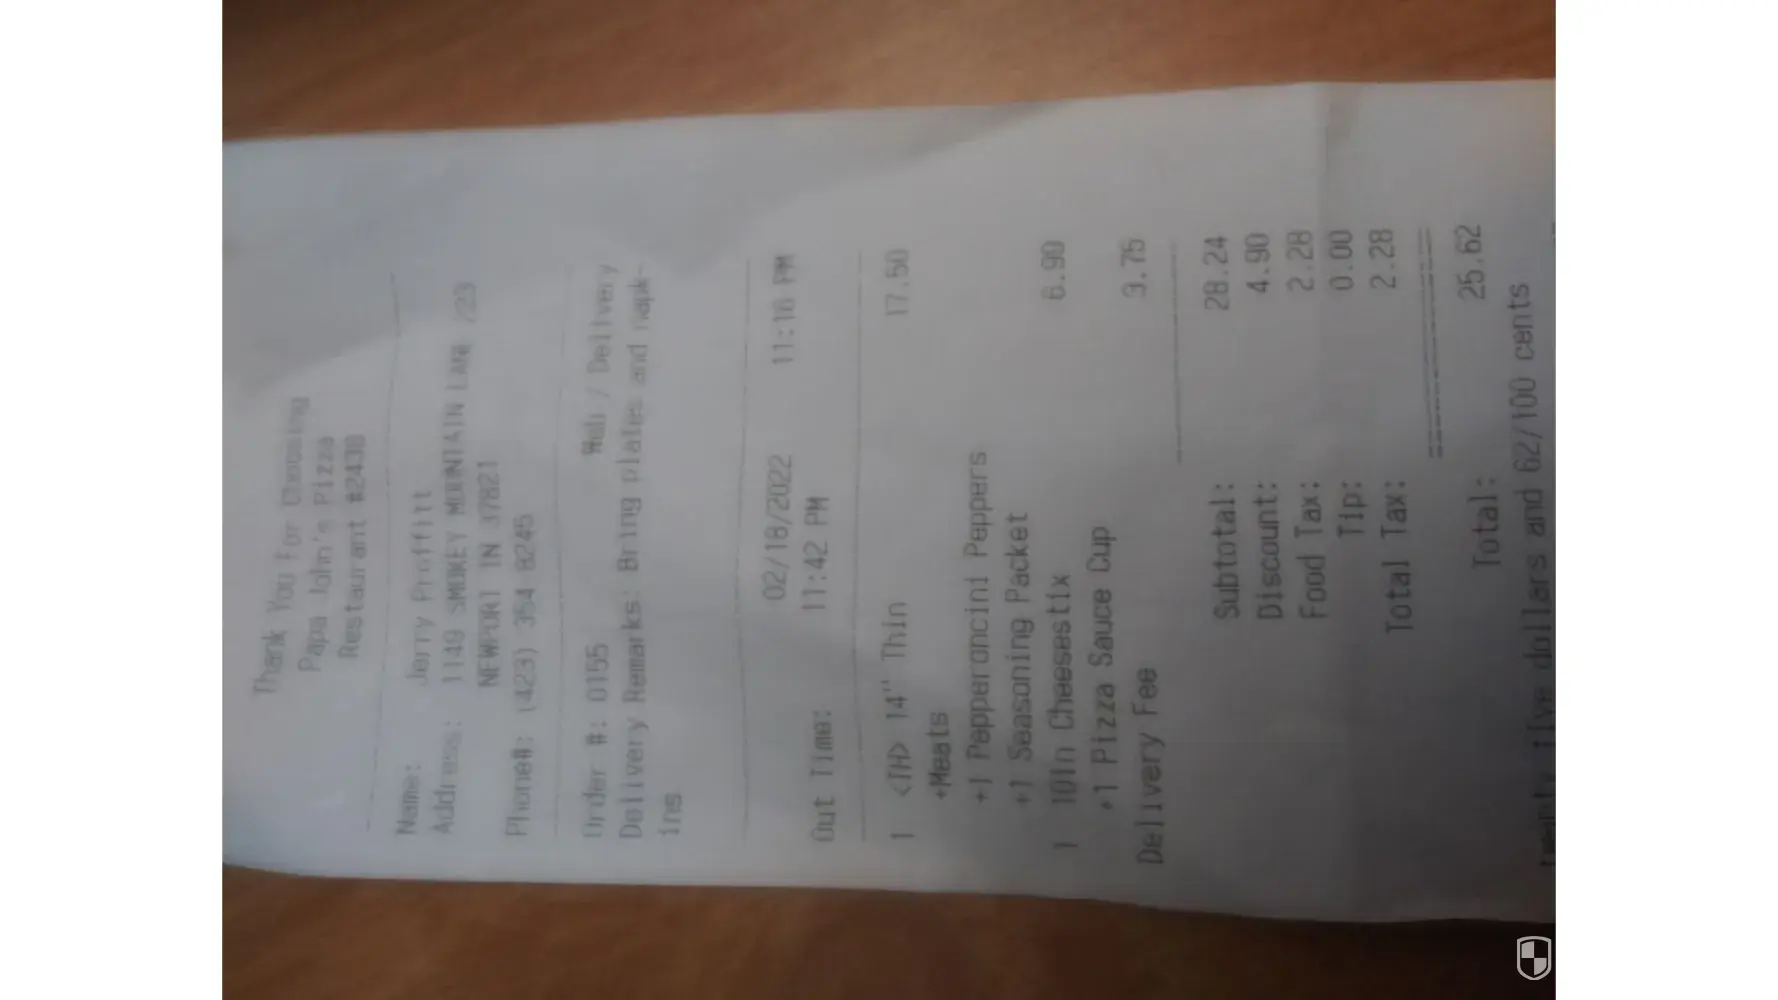 Thank You For Choosing
Papa John's Pizza
Restaurant #2430
Name: Jerry Proffitt
Address: 1149 SMOKEY MOUNTAIN LANE /23
NEWPORT TN 37821
Phone#: (423) 354-8245
Order #: 0155 Web / Delivery
Delivery Remarks: Bring plates and napk-
ins
02/18/2022 11:16 PM
Out Time: 11:42 PM
1 <TH> 14" Thin 17.50
+Meats
+1 Pepperoncini Peppers
+1 Seasoning Packet
1 10in Cheesestix 6.99
+1 Pizza Sauce Cup
Delivery Fee 3.75
Subtotal: 28.24
Discount: 4.90
Food Tax: 2.28
Tip: 0.00
Total Tax: 2.28
Total: 25.62
twenty five dollars and 62/100 cents